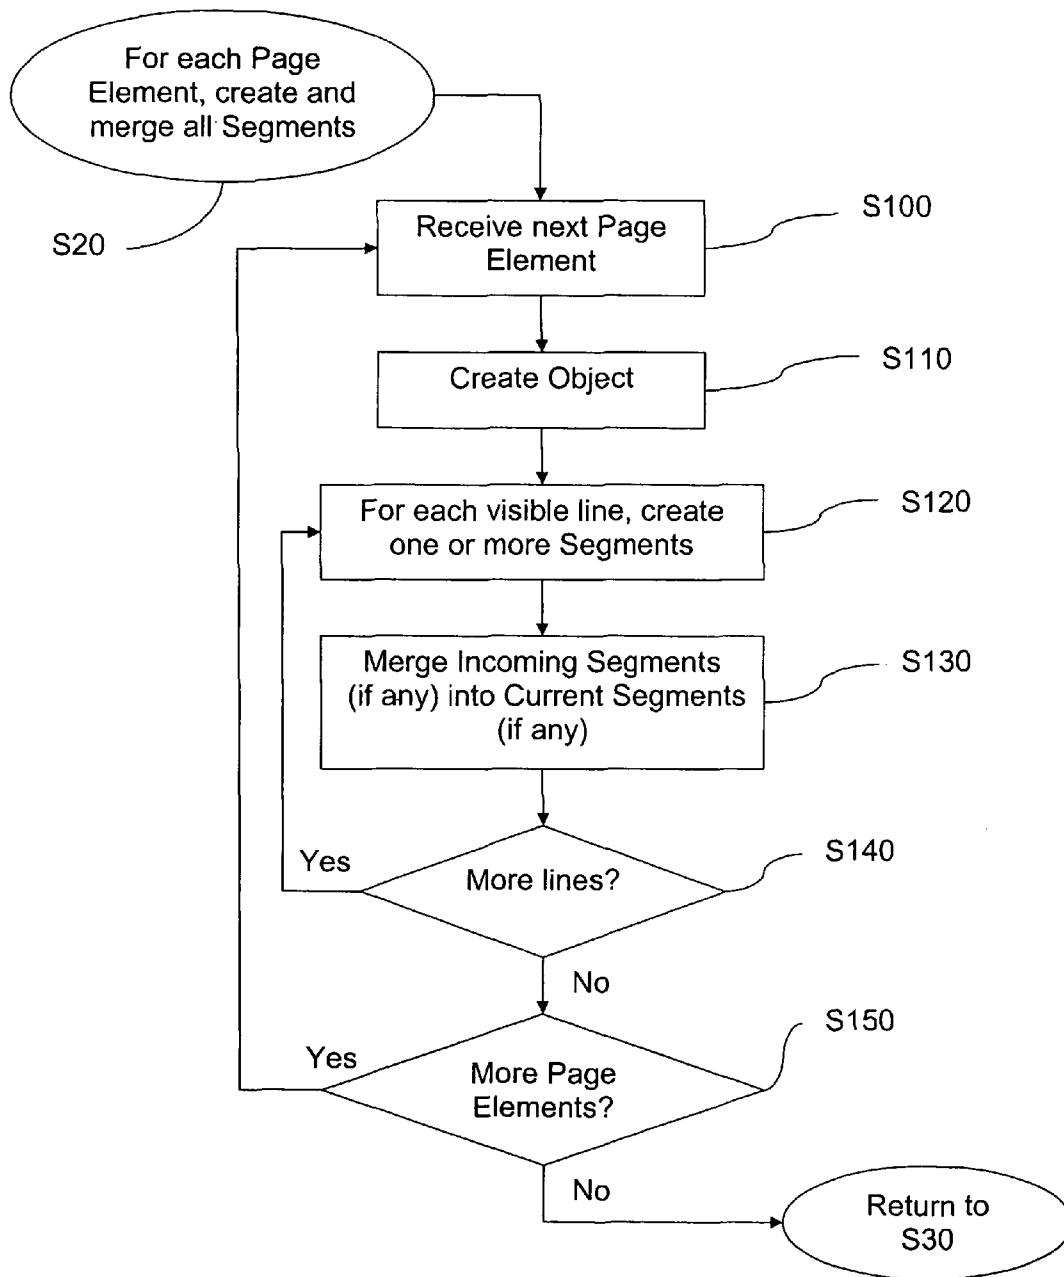 For each Page
Element, create and
merge all Segments
S20
Receive next Page
Element
S100
Create Object
S110
For each visible line, create
one or more Segments
S120
Merge Incoming Segments
(if any) into Current Segments
(if any)
S130
Yes
More lines?
S140
No
Yes
More Page
Elements?
S150
No
Return to
S30